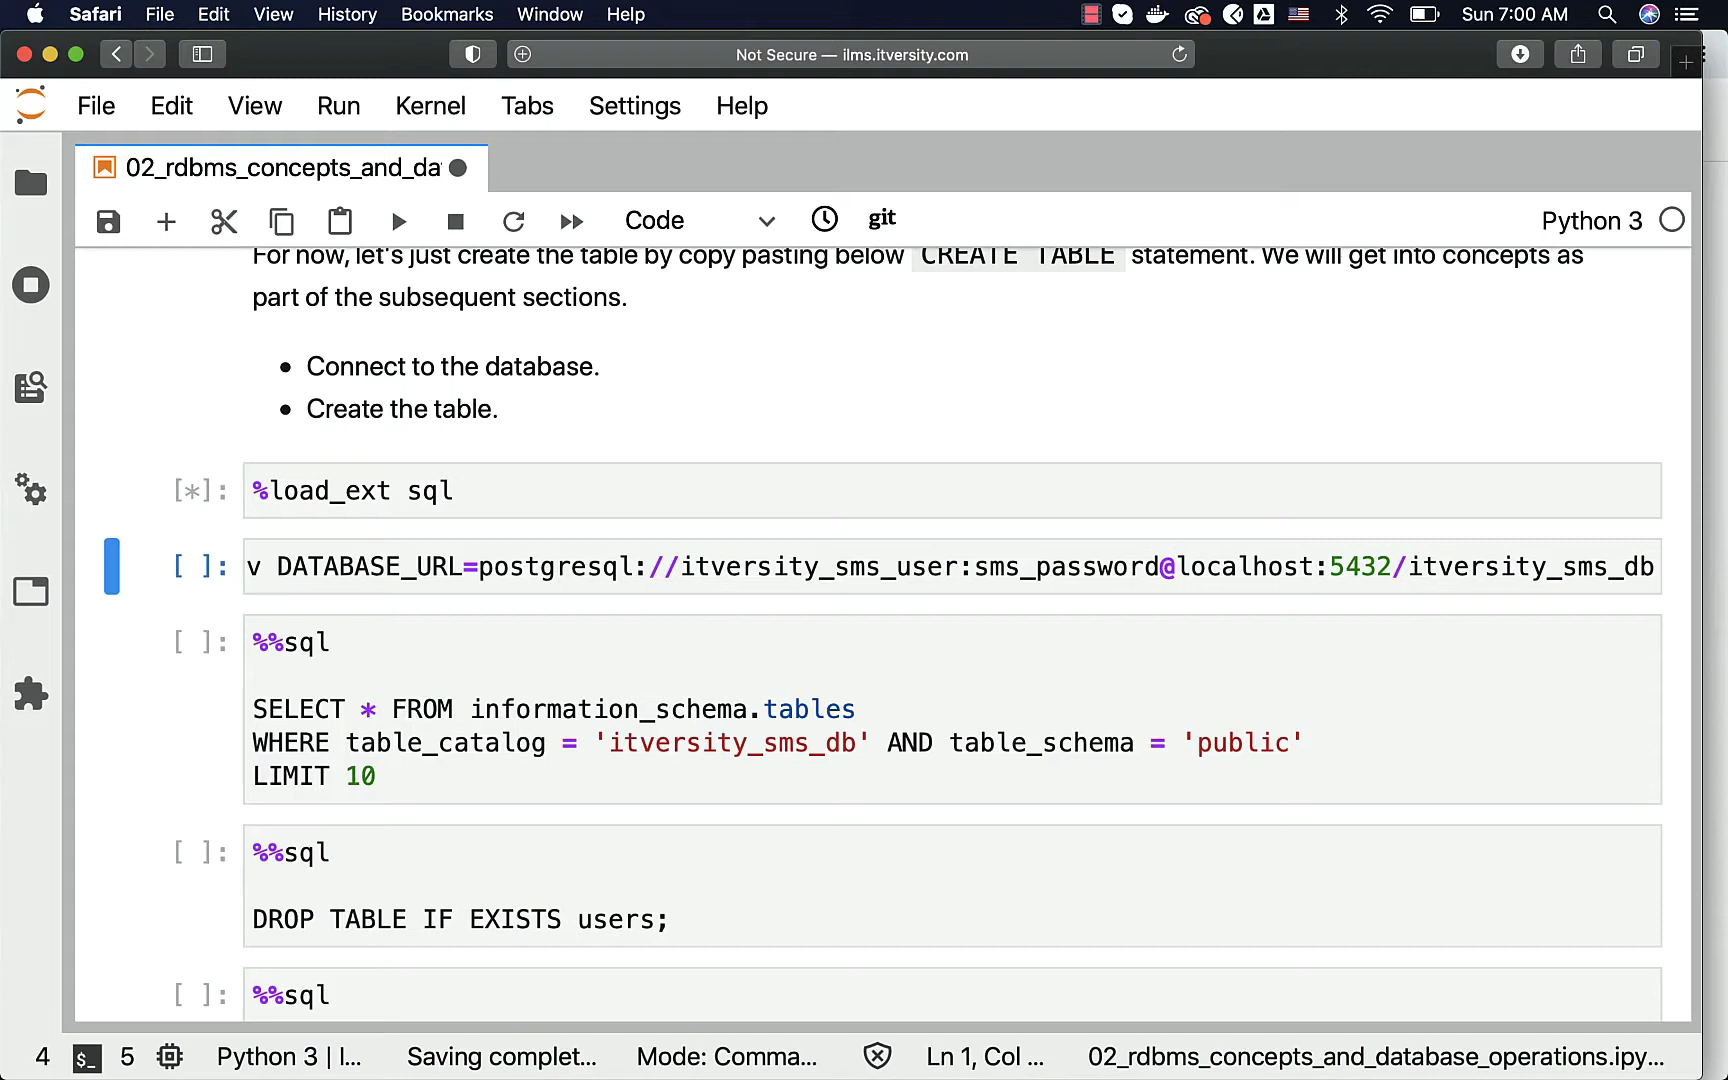 Safari File Edit View History Bookmarks Window Help Sun 7:00 AM
Not Secure — ilms.itversity.com
File Edit View Run Kernel Tabs Settings Help
02_rdbms_concepts_and_da
Code git Python 3
For now, let's just create the table by copy pasting below CREATE TABLE statement. We will get into concepts as
part of the subsequent sections.
• Connect to the database.
• Create the table.
[*]: %load_ext sql
[ ]: v DATABASE_URL=postgresql://itversity_sms_user:sms_password@localhost:5432/itversity_sms_db
[ ]: %%sql
SELECT * FROM information_schema.tables
WHERE table_catalog = 'itversity_sms_db' AND table_schema = 'public'
LIMIT 10
[ ]: %%sql
DROP TABLE IF EXISTS users;
[ ]: %%sql
4 $_ 5 Python 3 | I... Saving complet... Mode: Comma... Ln 1, Col ... 02_rdbms_concepts_and_database_operations.ipy...